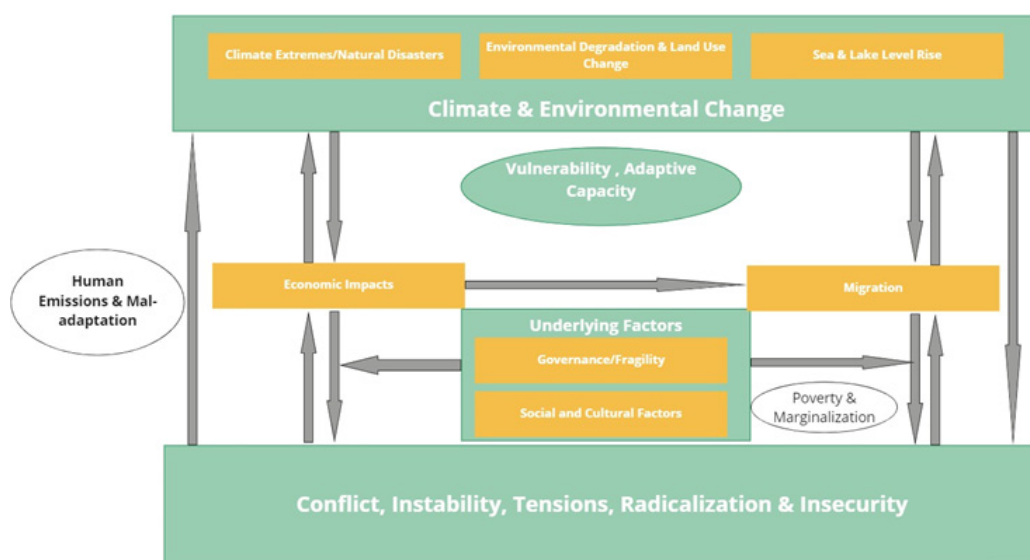 Climate Extremes/Natural Disasters
Environmental Degradation & Land Use
Change
Sea & Lake Level Rise
Climate & Environmental Change
Vulnerability , Adaptive
Capacity
Human
Emissions & Mal-
adaptation
Economic Impacts
Migration
Underlying Factors
Governance/Fragility
Social and Cultural Factors
Poverty &
Marginalization
Conflict, Instability, Tensions, Radicalization & Insecurity